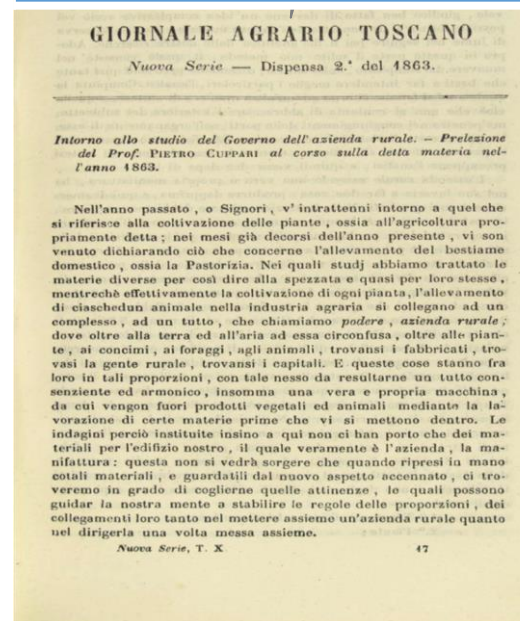 GIORNALE AGRARIO TOSCANO
Nuova Serie — Dispensa 2.ª del 1863.
Intorno allo studio del Governo dell'azienda rurale. – Prelezione
del Prof. PIETRO CUPPARI al corso sulla detta materia nel-
l'anno 1863.
Nell'anno passato , o Signori , v' intrattenni intorno a quel che
si riferisce alla coltivazione delle piante , ossia all'agricoltura pro-
priamente detta ; nei mesi già decorsi dell'anno presente , vi son
venuto dichiarando ciò che concerne l'allevamento del bestiame
domestico , ossia la Pastorizia. Nei quali studj abbiamo trattato le
materie diverse per così dire alla spezzata e quasi per loro stesse ,
mentrechè effettivamente la coltivazione di ogni pianta, l'allevamento
di ciaschedun animale nella industria agraria si collegano ad un
complesso , ad un tutto , che chiamiamo podere , azienda rurale ;
dove oltre alla terra ed all'aria ad essa circonfusa , oltre alle pian-
te , ai concimi , ai foraggi , agli animali , trovansi i fabbricati , tro-
vasi la gente rurale , trovansi i capitali. E queste cose stanno fra
loro in tali proporzioni , con tale nesso da resultarne un tutto con-
senziente ed armonico , insomma una vera e propria macchina ,
da cui vengon fuori prodotti vegetali ed animali mediante la la-
vorazione di certe materie prime che vi si mettono dentro. Le
indagini perciò instituite insino a qui non ci han porto che dei ma-
teriali per l'edifizio nostro , il quale veramente è l'azienda , la ma-
nifattura : questa non si vedrà sorgere che quando ripresi in mano
cotali materiali , e guardatili dal nuovo aspetto accennato , ci tro-
veremo in grado di coglierne quelle attinenze , le quali possono
guidar la nostra mente a stabilire le regole delle proporzioni , dei
collegamenti loro tanto nel mettere assieme un'azienda rurale quanto
nel dirigerla una volta messa assieme.
Nuova Serie, T. X 17